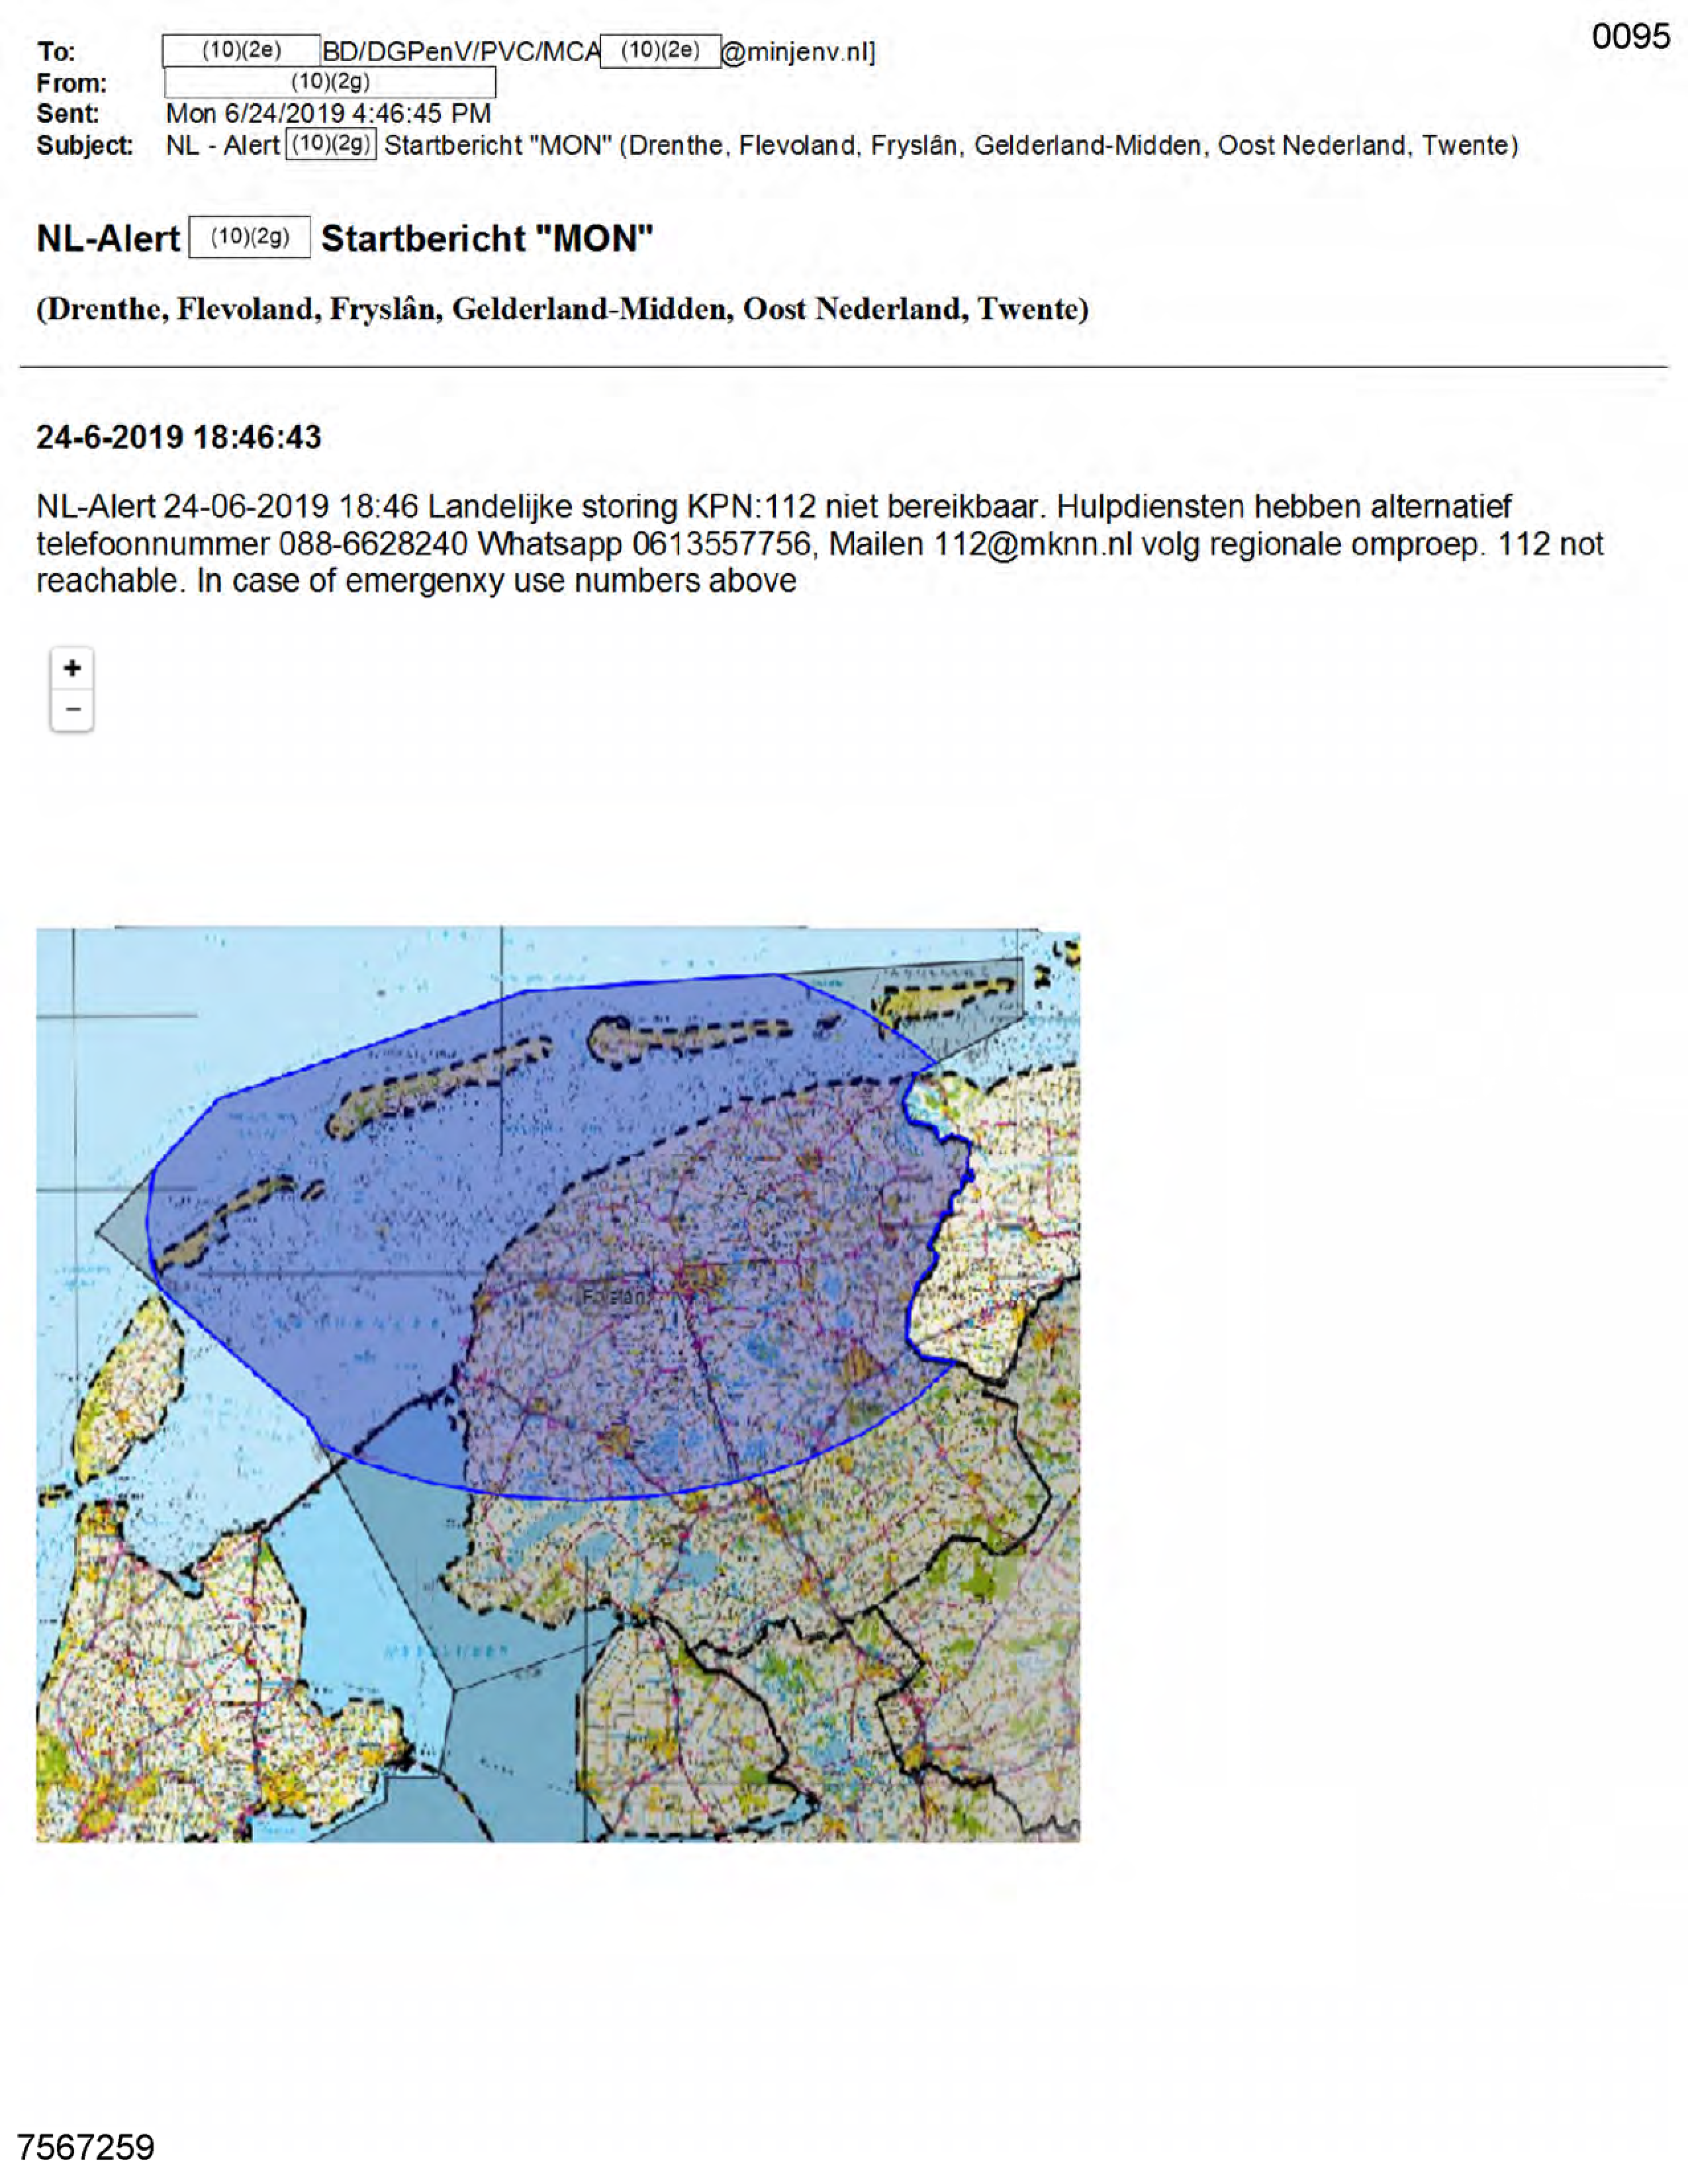 0095
To: (10)(2e) BD/DGPenV/PVC/MCA (10)(2e) @minjenv.nl]
From: (10)(2g)
Sent: Mon 6/24/2019 4:46:45 PM
Subject: NL - Alert (10)(2g) Startbericht "MON" (Drenthe, Flevoland, Fryslân, Gelderland-Midden, Oost Nederland, Twente)
NL-Alert (10)(2g) Startbericht "MON"
(Drenthe, Flevoland, Fryslân, Gelderland-Midden, Oost Nederland, Twente)
24-6-2019 18:46:43
NL-Alert 24-06-2019 18:46 Landelijke storing KPN:112 niet bereikbaar. Hulpdiensten hebben alternatief
telefoonnummer 088-6628240 Whatsapp 0613557756, Mailen 112@mknn.nl volg regionale omproep. 112 not
reachable. In case of emergenxy use numbers above
+
−
7567259